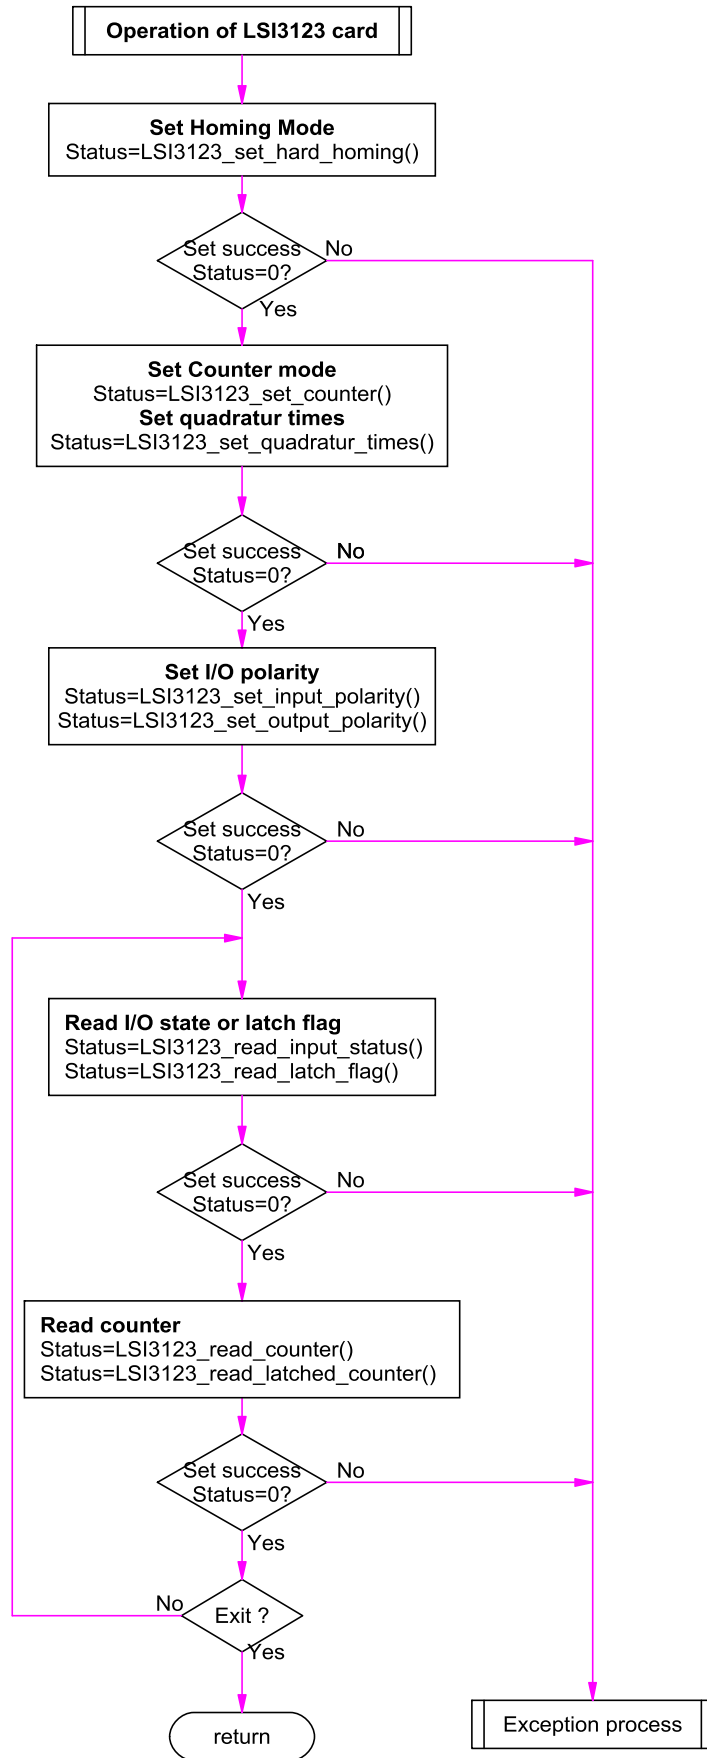 Operation of LSI3123 card
Set Homing Mode
Status=LSI3123_set_hard_homing()
Set success
Status=0?
No
Yes
Set Counter mode
Status=LSI3123_set_counter()
Set quadratur times
Status=LSI3123_set_quadratur_times()
Set success
Status=0?
No
Yes
Set I/O polarity
Status=LSI3123_set_input_polarity()
Status=LSI3123_set_output_polarity()
Set success
Status=0?
No
Yes
Read I/O state or latch flag
Status=LSI3123_read_input_status()
Status=LSI3123_read_latch_flag()
Set success
Status=0?
No
Yes
Read counter
Status=LSI3123_read_counter()
Status=LSI3123_read_latched_counter()
Set success
Status=0?
No
Yes
No
Exit ?
Yes
return
Exception process